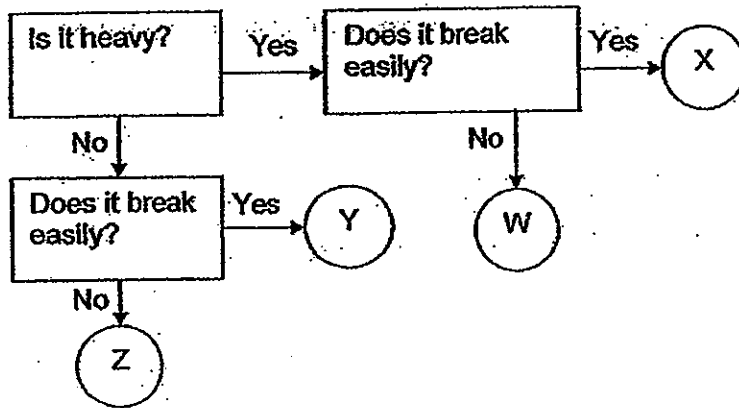 Is it heavy?
Yes
Does it break
easily?
Yes
X
No
No
Does it break
easily?
Yes
Y
W
No
Z